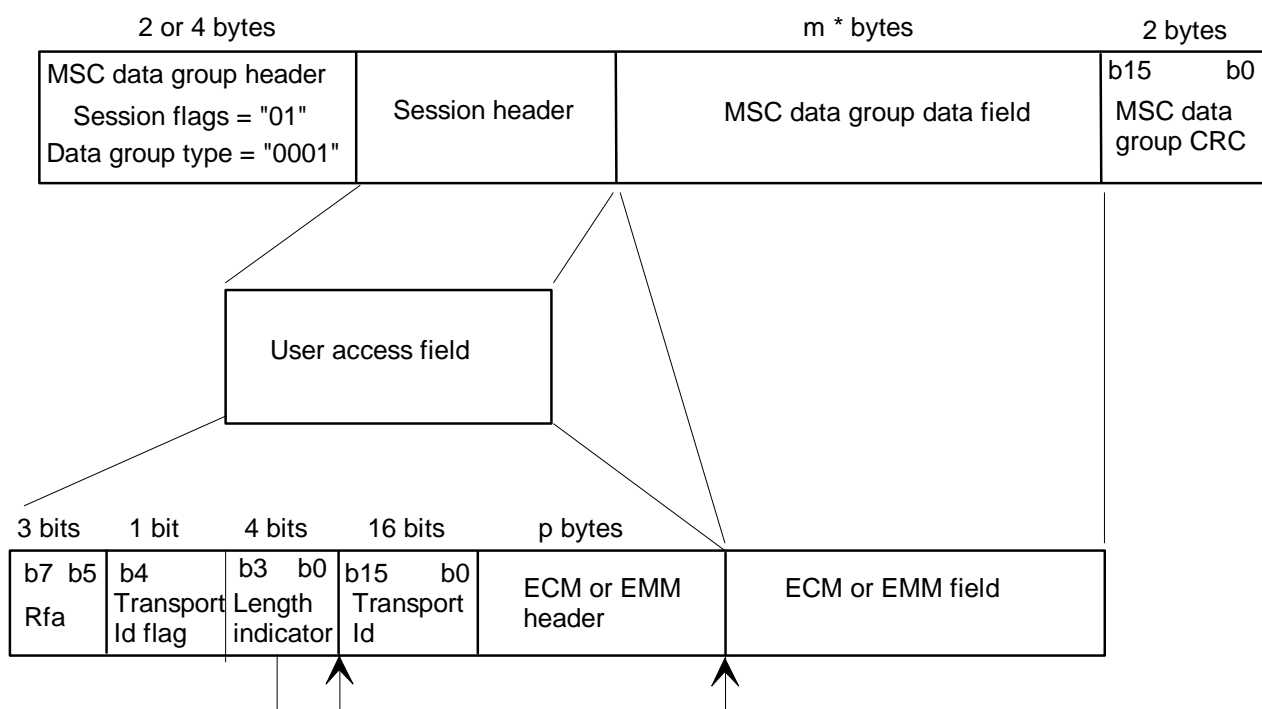 2 or 4 bytes
m * bytes
2 bytes
MSC data group header
Session flags = "01"
Data group type = "0001"
Session header
MSC data group data field
b15 b0
MSC data
group CRC
User access field
3 bits
1 bit
4 bits
16 bits
p bytes
b7 b5
Rfa
b4
Transport
Id flag
b3 b0
Length
indicator
b15 b0
Transport
Id
ECM or EMM
header
ECM or EMM field